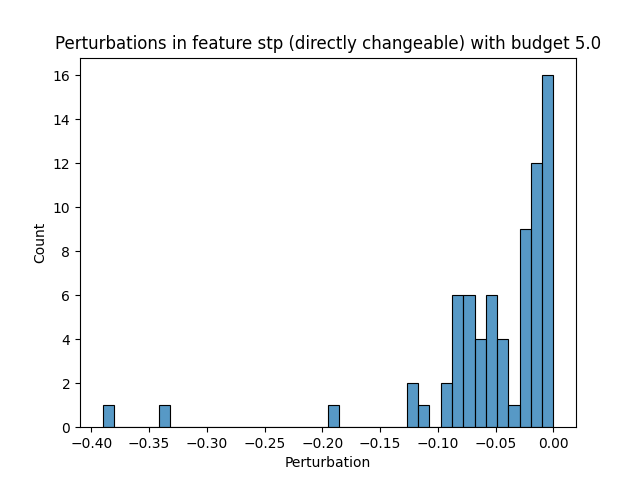 Perturbations in feature stp (directly changeable) with budget 5.0
16
14
12
10
8
6
4
2
0
Count
−0.40 −0.35 −0.30 −0.25 −0.20 −0.15 −0.10 −0.05 0.00
Perturbation